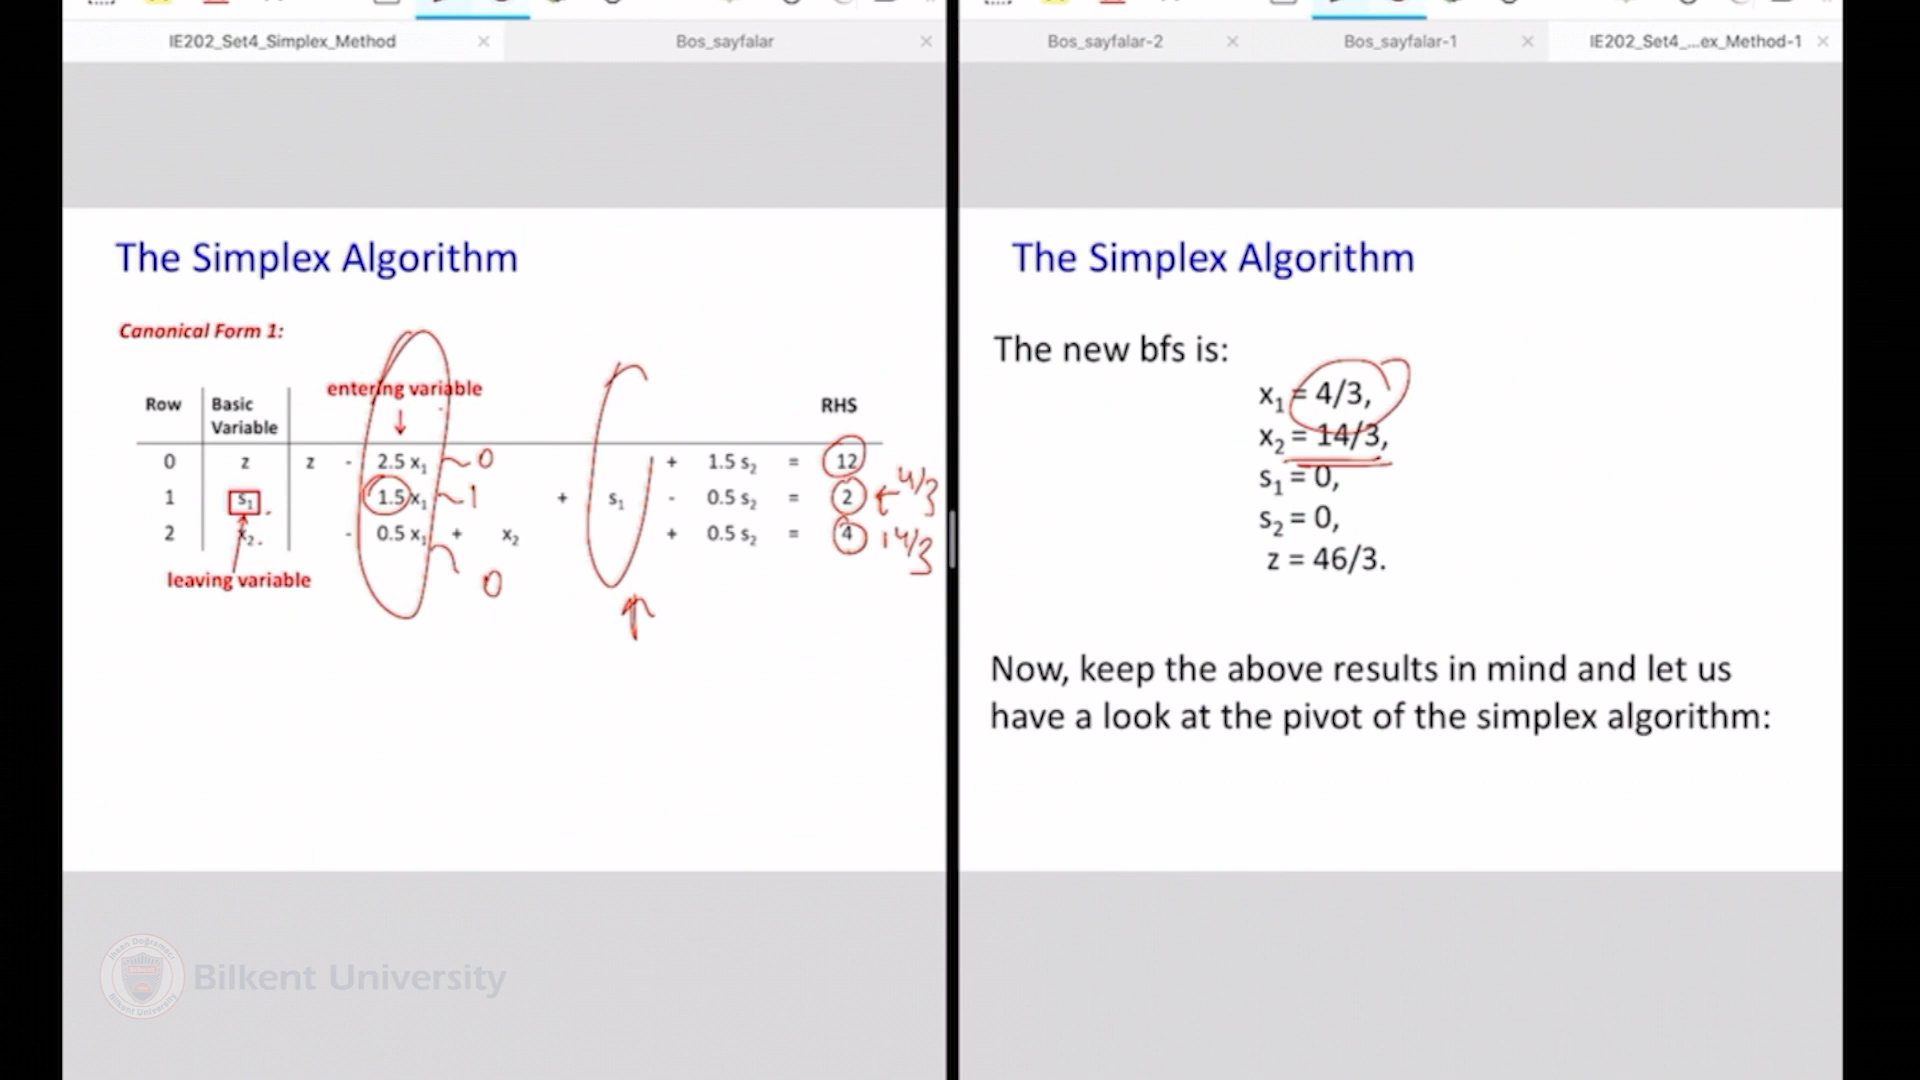 IE202_Set4_Simplex_Method
Bos_sayfalar
Bos_sayfalar-2
Bos_sayfalar-1
IE202_Set4_...ex_Method-1
The Simplex Algorithm
Canonical Form 1:
entering variable
Row Basic Variable RHS
0 z z - 2.5 x₁ + 1.5 s₂ = 12
1 s₁ 1.5 x₁ + s₁ - 0.5 s₂ = 2
2 x₂ - 0.5 x₁ + x₂ + 0.5 s₂ = 4
leaving variable
0
1
0
4/3
14/3
The Simplex Algorithm
The new bfs is:
x₁ = 4/3,
x₂ = 14/3,
s₁ = 0,
s₂ = 0,
z = 46/3.
Now, keep the above results in mind and let us
have a look at the pivot of the simplex algorithm:
Bilkent University